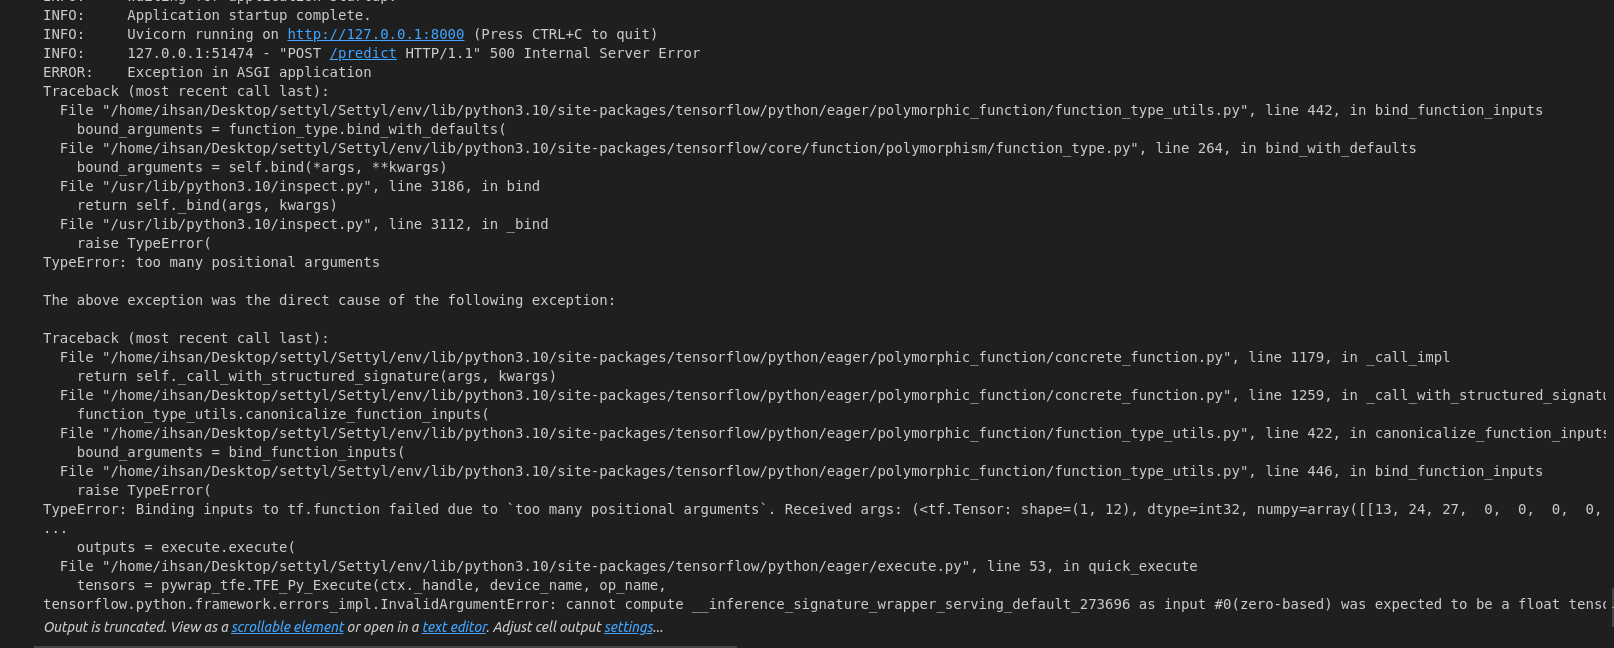 INFO:     Application startup complete.
INFO:     Uvicorn running on http://127.0.0.1:8000 (Press CTRL+C to quit)
INFO:     127.0.0.1:51474 - "POST /predict HTTP/1.1" 500 Internal Server Error
ERROR:    Exception in ASGI application
Traceback (most recent call last):
  File "/home/ihsan/Desktop/settyl/Settyl/env/lib/python3.10/site-packages/tensorflow/python/eager/polymorphic_function/function_type_utils.py", line 442, in bind_function_inputs
    bound_arguments = function_type.bind_with_defaults(
  File "/home/ihsan/Desktop/settyl/Settyl/env/lib/python3.10/site-packages/tensorflow/core/function/polymorphism/function_type.py", line 264, in bind_with_defaults
    bound_arguments = self.bind(*args, **kwargs)
  File "/usr/lib/python3.10/inspect.py", line 3186, in bind
    return self._bind(args, kwargs)
  File "/usr/lib/python3.10/inspect.py", line 3112, in _bind
    raise TypeError(
TypeError: too many positional arguments

The above exception was the direct cause of the following exception:

Traceback (most recent call last):
  File "/home/ihsan/Desktop/settyl/Settyl/env/lib/python3.10/site-packages/tensorflow/python/eager/polymorphic_function/concrete_function.py", line 1179, in _call_impl
    return self._call_with_structured_signature(args, kwargs)
  File "/home/ihsan/Desktop/settyl/Settyl/env/lib/python3.10/site-packages/tensorflow/python/eager/polymorphic_function/concrete_function.py", line 1259, in _call_with_structured_signatu
    function_type_utils.canonicalize_function_inputs(
  File "/home/ihsan/Desktop/settyl/Settyl/env/lib/python3.10/site-packages/tensorflow/python/eager/polymorphic_function/function_type_utils.py", line 422, in canonicalize_function_inputs
    bound_arguments = bind_function_inputs(
  File "/home/ihsan/Desktop/settyl/Settyl/env/lib/python3.10/site-packages/tensorflow/python/eager/polymorphic_function/function_type_utils.py", line 446, in bind_function_inputs
    raise TypeError(
TypeError: Binding inputs to tf.function failed due to `too many positional arguments`. Received args: (<tf.Tensor: shape=(1, 12), dtype=int32, numpy=array([[13, 24, 27,  0,  0,  0,  0,
...
    outputs = execute.execute(
  File "/home/ihsan/Desktop/settyl/Settyl/env/lib/python3.10/site-packages/tensorflow/python/eager/execute.py", line 53, in quick_execute
    tensors = pywrap_tfe.TFE_Py_Execute(ctx._handle, device_name, op_name,
tensorflow.python.framework.errors_impl.InvalidArgumentError: cannot compute __inference_signature_wrapper_serving_default_273696 as input #0(zero-based) was expected to be a float tenso
Output is truncated. View as a scrollable element or open in a text editor. Adjust cell output settings...